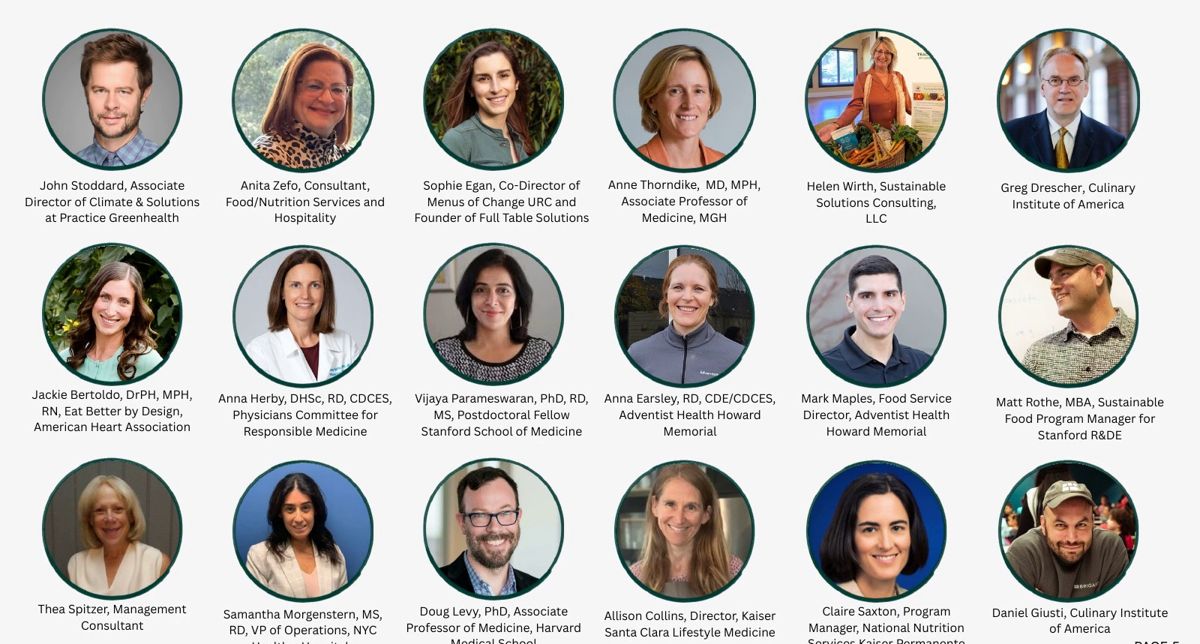 John Stoddard, Associate
Director of Climate & Solutions
at Practice Greenhealth
Anita Zefo, Consultant,
Food/Nutrition Services and
Hospitality
Sophie Egan, Co-Director of
Menus of Change URC and
Founder of Full Table Solutions
Anne Thorndike, MD, MPH,
Associate Professor of
Medicine, MGH
Helen Wirth, Sustainable
Solutions Consulting,
LLC
Greg Drescher, Culinary
Institute of America
Jackie Bertoldo, DrPH, MPH,
RN, Eat Better by Design,
American Heart Association
Anna Herby, DHSc, RD, CDCES,
Physicians Committee for
Responsible Medicine
Vijaya Parameswaran, PhD, RD,
MS, Postdoctoral Fellow
Stanford School of Medicine
Anna Earsley, RD, CDE/CDCES,
Adventist Health Howard
Memorial
Mark Maples, Food Service
Director, Adventist Health
Howard Memorial
Matt Rothe, MBA, Sustainable
Food Program Manager for
Stanford R&DE
Thea Spitzer, Management
Consultant
Samantha Morgenstern, MS,
RD, VP of Operations, NYC
Doug Levy, PhD, Associate
Professor of Medicine, Harvard
Medical School
Allison Collins, Director, Kaiser
Santa Clara Lifestyle Medicine
Claire Saxton, Program
Manager, National Nutrition
Services Kaiser Permanente
Daniel Giusti, Culinary Institute
of America